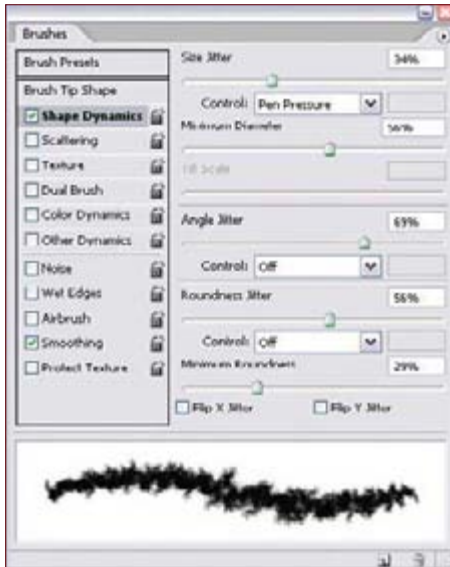 Brushes
Brush Presets
Brush Tip Shape
Shape Dynamics
Scattering
Texture
Dual Brush
Color Dynamics
Other Dynamics
Noise
Wet Edges
Airbrush
Smoothing
Protect Texture
Size Jitter 34%
Control: Pen Pressure
Minimum Diameter 56%
Tilt Scale
Angle Jitter 69%
Control: Off
Roundness Jitter 56%
Control: Off
Minimum Roundness 29%
Flip X Jitter Flip Y Jitter